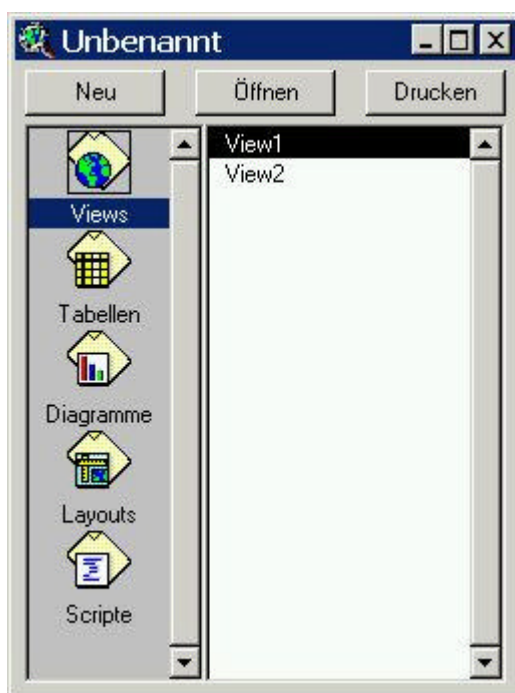 Unbenannt
Neu Öffnen Drucken
Views
Tabellen
Diagramme
Layouts
Scripte
View1
View2